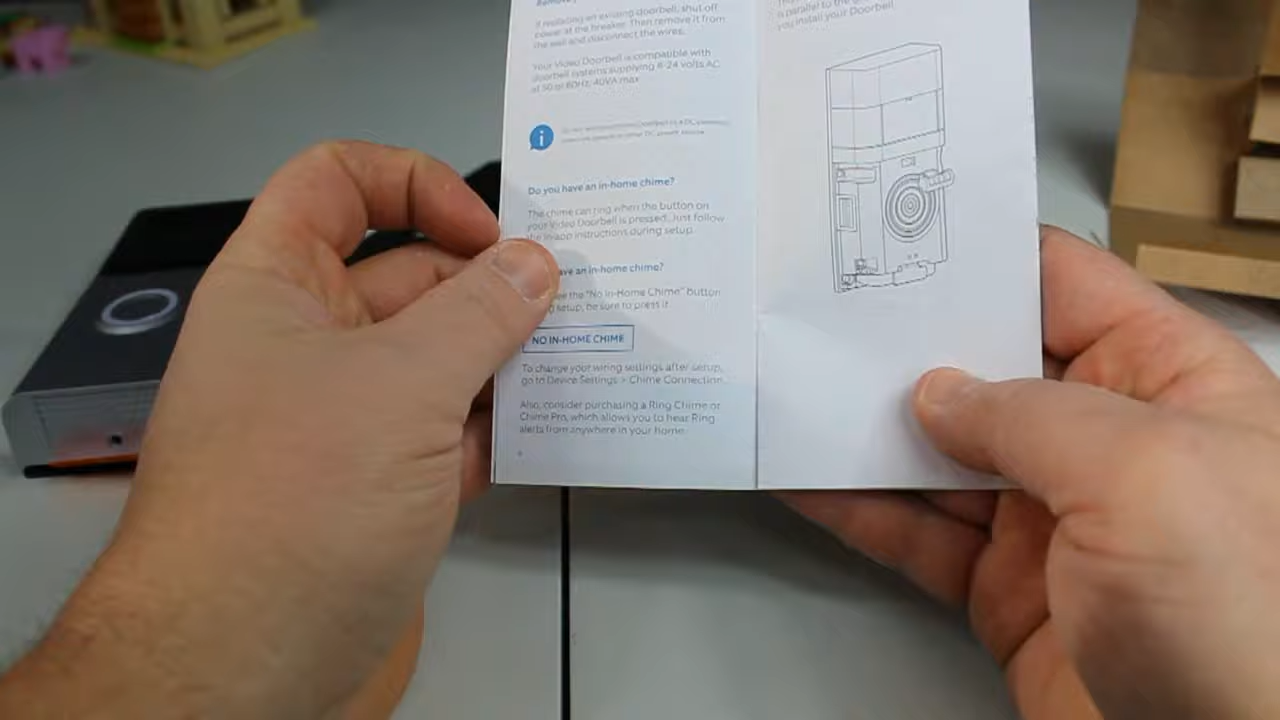 If replacing an existing doorbell, shut off
power at the breaker. Then remove it from
the wall and disconnect the wires.
Your Video Doorbell is compatible with
doorbell systems supplying 8-24 volts AC
at 50 or 60Hz, 40VA max
Do you have an in-home chime?
The chime can ring when the button on
your Video Doorbell is pressed. Just follow
the in-app instructions during setup.
have an in-home chime?
the "No In-Home Chime" button
setup, be sure to press it
NO IN-HOME CHIME
To change your wiring settings after setup,
go to Device Settings > Chime Connection.
Also, consider purchasing a Ring Chime or
Chime Pro, which allows you to hear Ring
alerts from anywhere in your home.
is parallel to the
you install your Doorbell